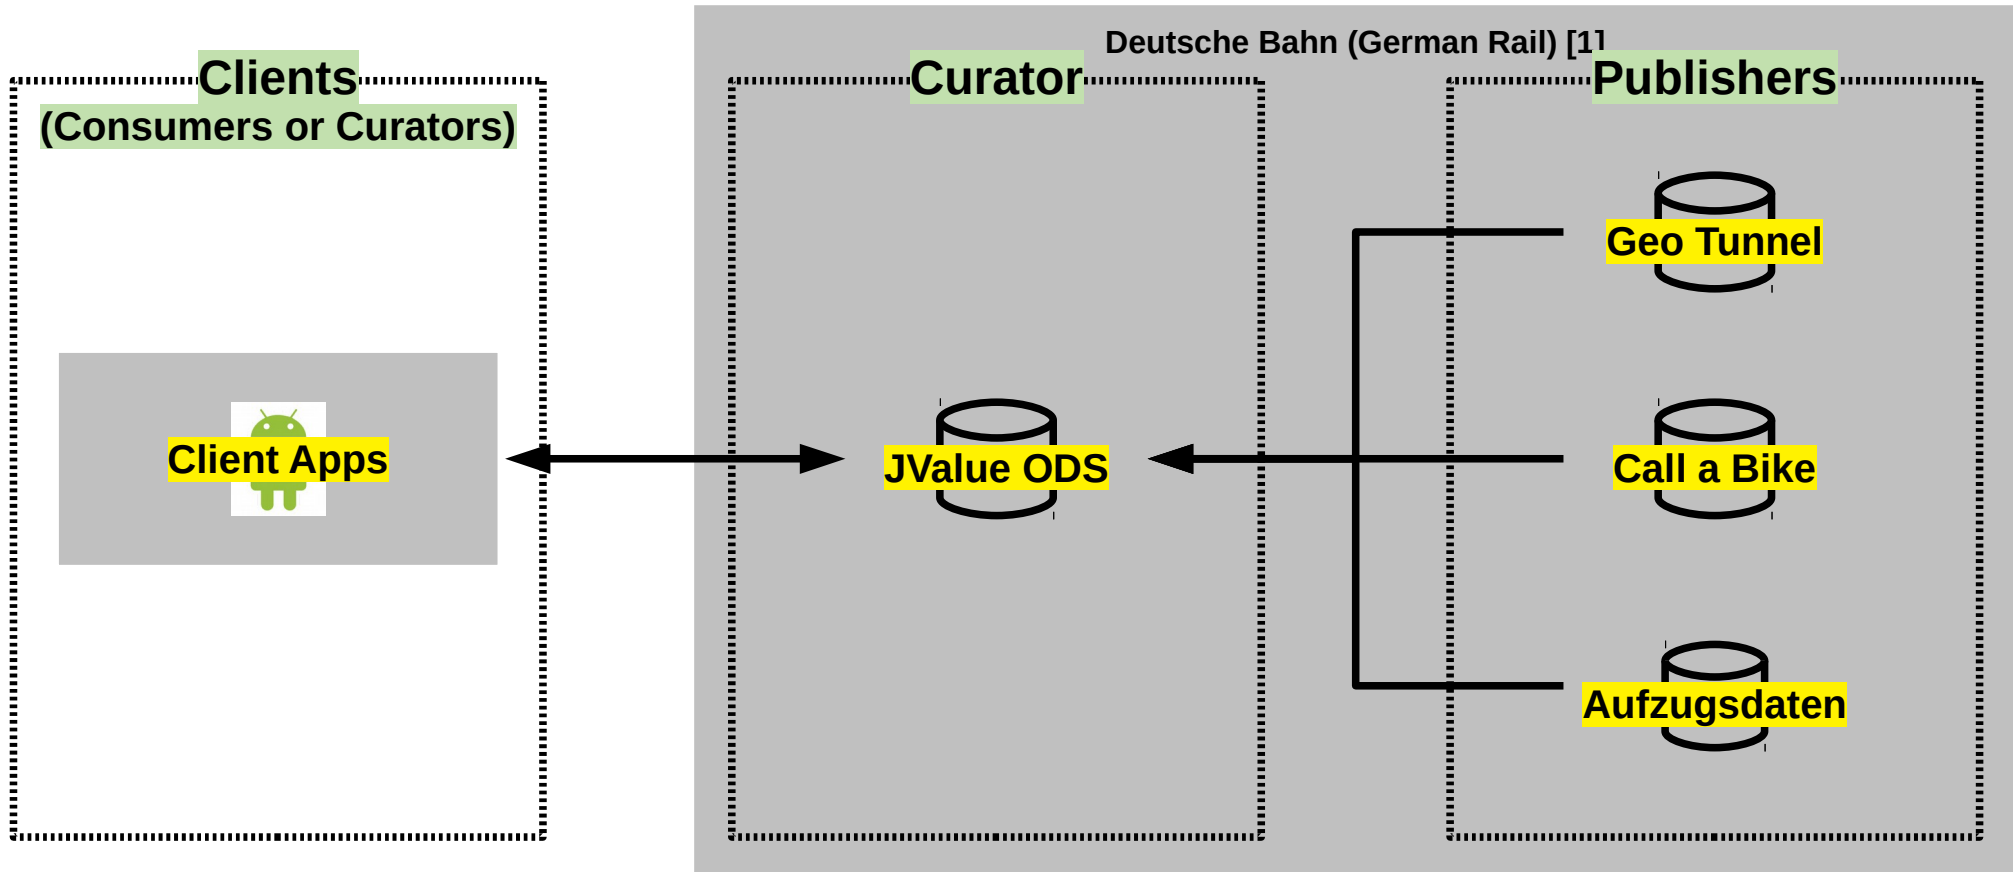 Deutsche Bahn (German Rail) [1]
Clients
(Consumers or Curators)
Curator
Publishers
Client Apps
JValue ODS
Geo Tunnel
Call a Bike
Aufzugsdaten